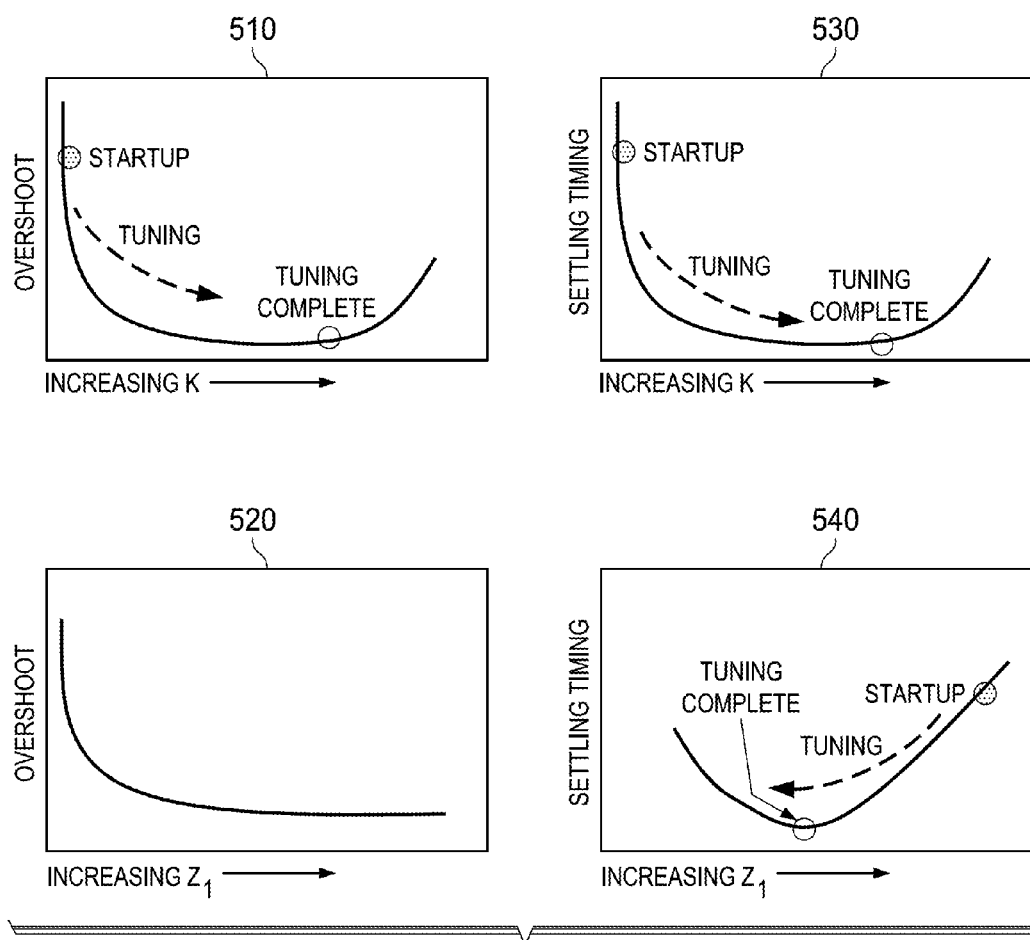 510
OVERSHOOT
STARTUP
TUNING
TUNING
COMPLETE
INCREASING K
530
SETTLING TIMING
STARTUP
TUNING
TUNING
COMPLETE
INCREASING K
520
OVERSHOOT
INCREASING Z1
540
SETTLING TIMING
TUNING
COMPLETE
STARTUP
TUNING
INCREASING Z1